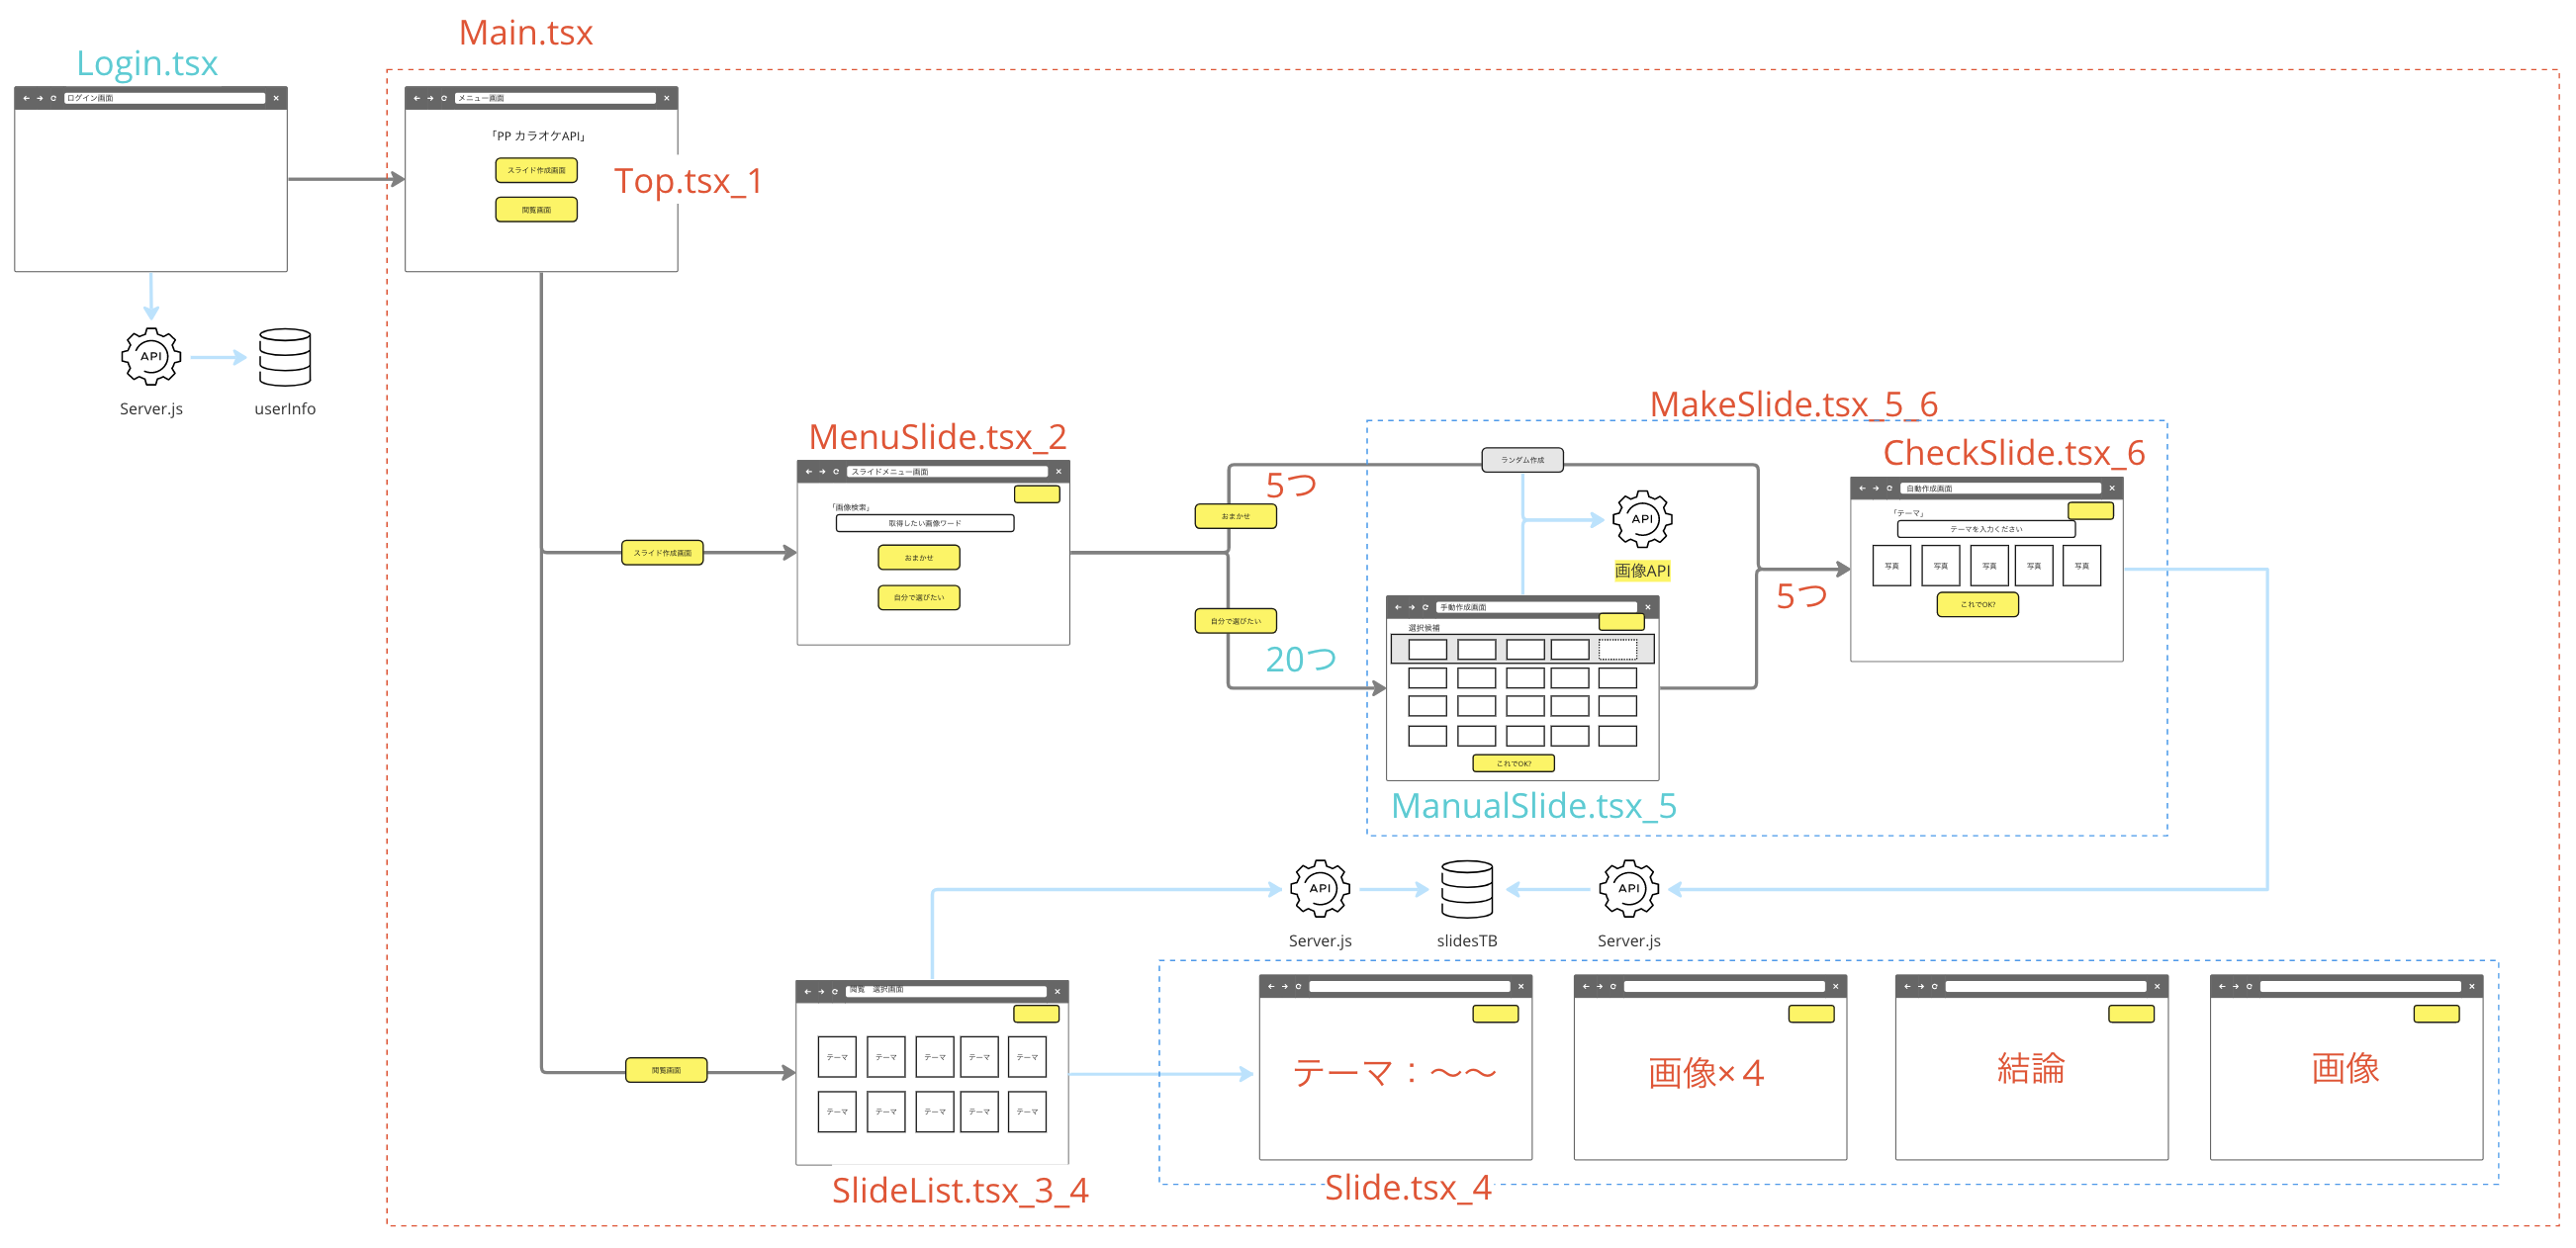 Main.tsx
Login.tsx
ログイン画面
メニュー画面
「PP カラオケAPI」
スライド作成画面
閲覧画面
Top.tsx_1
API
Server.js
userInfo
MenuSlide.tsx_2
スライドメニュー画面
「画像検索」
取得したい画像ワード
おまかせ
自分で選びたい
スライド作成画面
おまかせ
5つ
自分で選びたい
20つ
MakeSlide.tsx_5_6
ランダム作成
API
画像API
手動作成画面
選択候補
これでOK?
ManualSlide.tsx_5
5つ
CheckSlide.tsx_6
自動作成画面
「テーマ」
テーマを入力ください
写真 写真 写真 写真 写真
これでOK?
API
Server.js
slidesTB
API
Server.js
閲覧画面
閲覧　選択画面
テーマ テーマ テーマ テーマ テーマ
テーマ テーマ テーマ テーマ テーマ
SlideList.tsx_3_4
テーマ：～～
画像×４
結論
画像
Slide.tsx_4